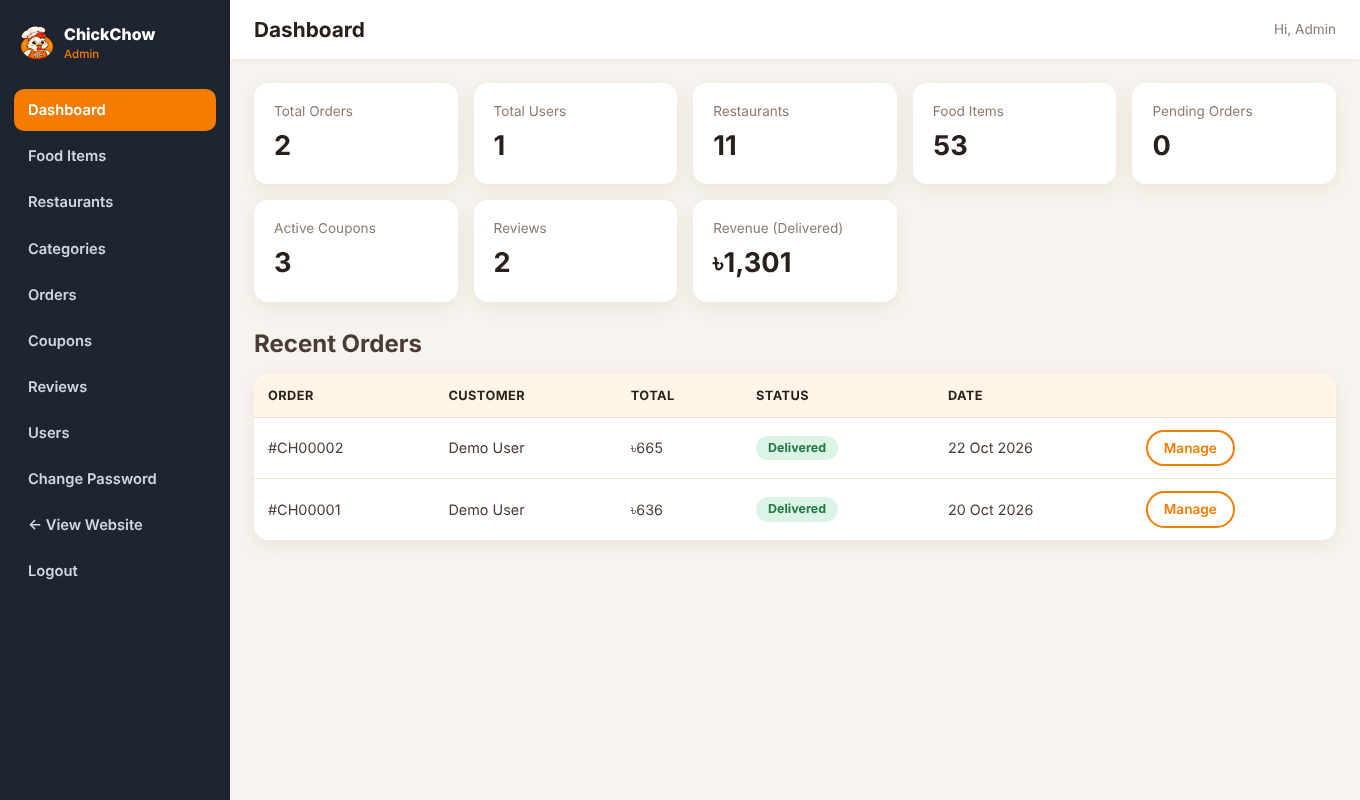 ChickChow
Admin
Dashboard
Food Items
Restaurants
Categories
Orders
Coupons
Reviews
Users
Change Password
← View Website
Logout
Dashboard
Hi, Admin
Total Orders
2
Total Users
1
Restaurants
11
Food Items
53
Pending Orders
0
Active Coupons
3
Reviews
2
Revenue (Delivered)
৳1,301
Recent Orders
ORDER CUSTOMER TOTAL STATUS DATE
#CH00002 Demo User ৳665 Delivered 22 Oct 2026 Manage
#CH00001 Demo User ৳636 Delivered 20 Oct 2026 Manage